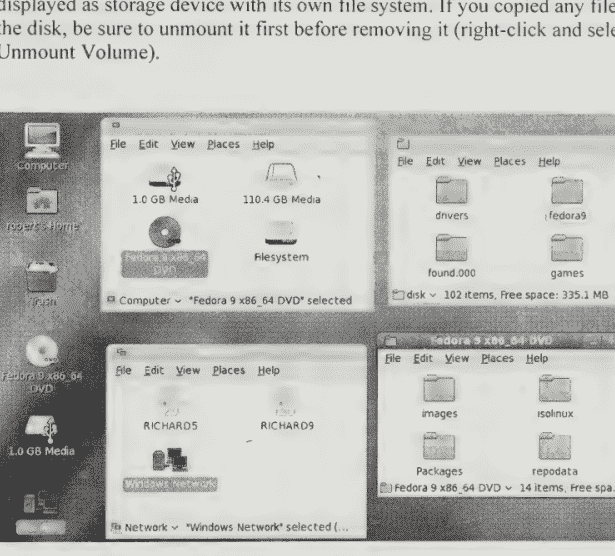 displayed as storage device with its own file system. If you copied any file
the disk, be sure to unmount it first before removing it (right-click and sele
Unmount Volume).
Computer
File Edit View Places Help
1.0 GB Media
110.4 GB Media
Fedora 9 x86_64
DVD
Filesystem
Computer "Fedora 9 x86_64 DVD" selected
File Edit View Places Help
drivers
fedora9
found.000
games
disk 102 items, Free space: 335.1 MB
Trash
Fedora 9 x86_64
DVD
1.0 GB Media
File Edit View Places Help
RICHARD5
RICHARD9
Windows Network
Network "Windows Network" selected (...
Fedora 9 x86_64 DVD
File Edit View Places Help
images
isolinux
Packages
repodata
Fedora 9 x86_64 DVD 14 items, Free spa